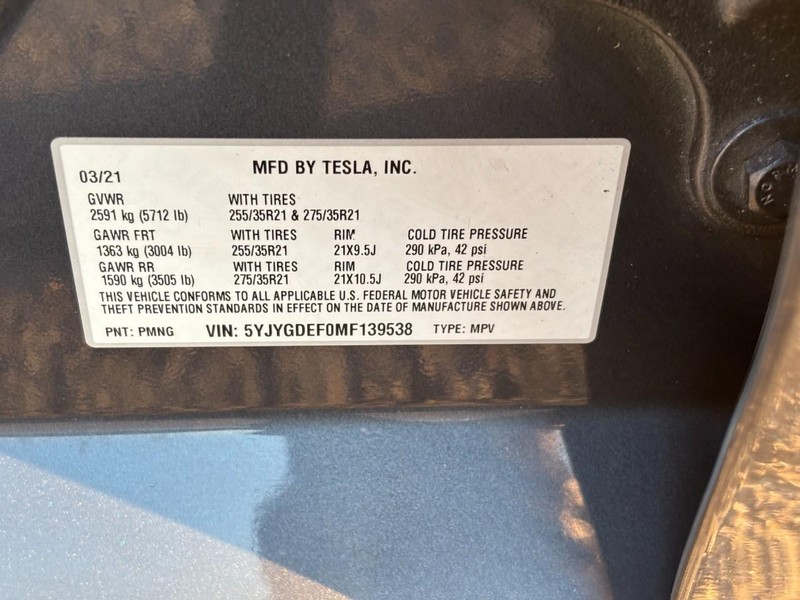 MFD BY TESLA, INC.
03/21
GVWR WITH TIRES
2591 kg (5712 lb) 255/35R21 & 275/35R21
GAWR FRT WITH TIRES RIM COLD TIRE PRESSURE
1363 kg (3004 lb) 255/35R21 21X9.5J 290 kPa, 42 psi
GAWR RR WITH TIRES RIM COLD TIRE PRESSURE
1590 kg (3505 lb) 275/35R21 21X10.5J 290 kPa, 42 psi
THIS VEHICLE CONFORMS TO ALL APPLICABLE U.S. FEDERAL MOTOR VEHICLE SAFETY AND
THEFT PREVENTION STANDARDS IN EFFECT ON THE DATE OF MANUFACTURE SHOWN ABOVE.
PNT: PMNG VIN: 5YJYGDEF0MF139538 TYPE: MPV